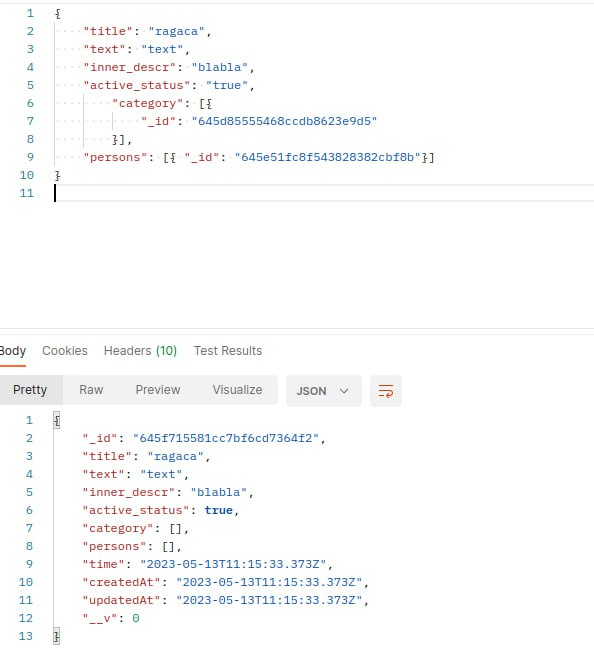 1 {
2 "title": "ragaca",
3 "text": "text",
4 "inner_descr": "blabla",
5 "active_status": "true",
6 "category": [{
7 "_id": "645d85555468ccdb8623e9d5"
8 }],
9 "persons": [{ "_id": "645e51fc8f543828382cbf8b"}]
10 }
11
Body Cookies Headers (10) Test Results
Pretty Raw Preview Visualize JSON
1 {
2 "_id": "645f715581cc7bf6cd7364f2",
3 "title": "ragaca",
4 "text": "text",
5 "inner_descr": "blabla",
6 "active_status": true,
7 "category": [],
8 "persons": [],
9 "time": "2023-05-13T11:15:33.373Z",
10 "createdAt": "2023-05-13T11:15:33.373Z",
11 "updatedAt": "2023-05-13T11:15:33.373Z",
12 "__v": 0
13 }